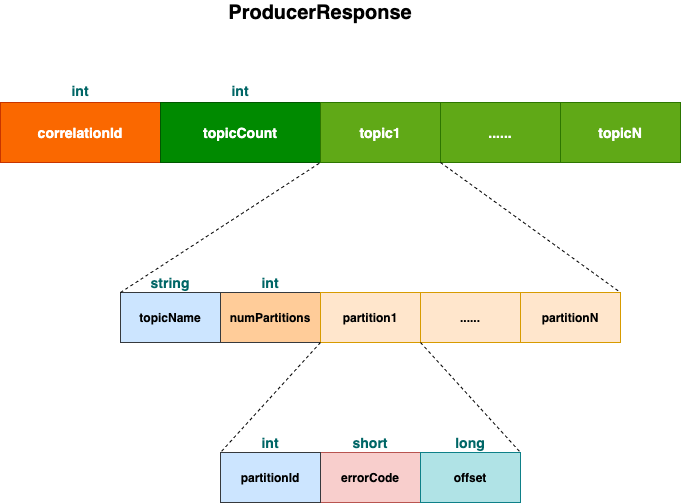 ProducerResponse
int int
correlationId topicCount topic1 ...... topicN
string int
topicName numPartitions partition1 ...... partitionN
int short long
partitionId errorCode offset